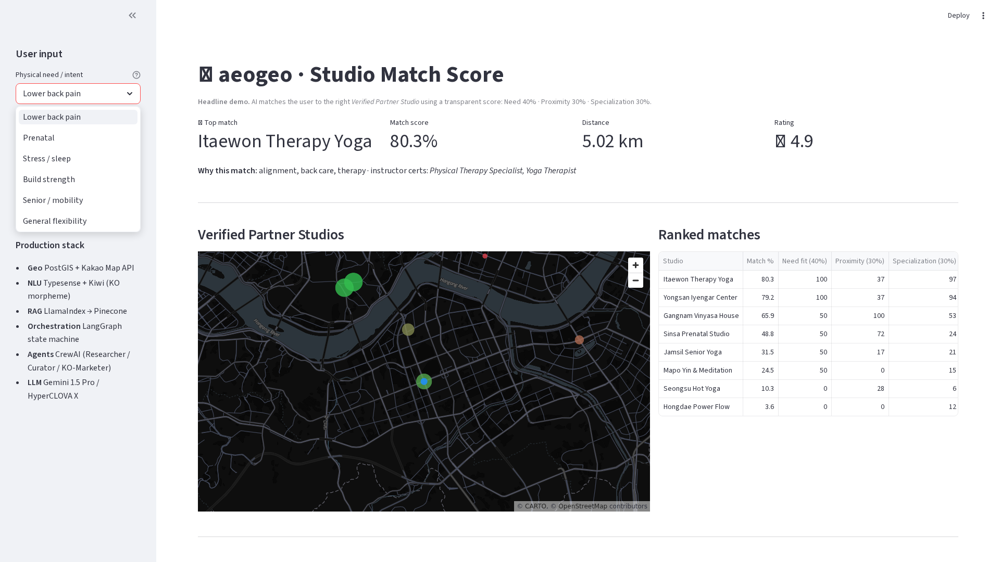 Deploy
User input
Physical need / intent
Lower back pain
Lower back pain
Prenatal
Stress / sleep
Build strength
Senior / mobility
General flexibility
Production stack
• Geo PostGIS + Kakao Map API
• NLU Typesense + Kiwi (KO
morpheme)
• RAG LlamaIndex → Pinecone
• Orchestration LangGraph
state machine
• Agents CrewAI (Researcher /
Curator / KO-Marketer)
• LLM Gemini 1.5 Pro /
HyperCLOVA X
aeogeo · Studio Match Score
Headline demo. AI matches the user to the right Verified Partner Studio using a transparent score: Need 40% · Proximity 30% · Specialization 30%.
Top match
Itaewon Therapy Yoga
Match score
80.3%
Distance
5.02 km
Rating
4.9
Why this match: alignment, back care, therapy · instructor certs: Physical Therapy Specialist, Yoga Therapist
Verified Partner Studios
Hangang River
Hangang River
© CARTO, © OpenStreetMap contributors
Ranked matches
Studio Match % Need fit (40%) Proximity (30%) Specialization (30%)
Itaewon Therapy Yoga 80.3 100 37 97
Yongsan Iyengar Center 79.2 100 37 94
Gangnam Vinyasa House 65.9 50 100 53
Sinsa Prenatal Studio 48.8 50 72 24
Jamsil Senior Yoga 31.5 50 17 21
Mapo Yin & Meditation 24.5 50 0 15
Seongsu Hot Yoga 10.3 0 28 6
Hongdae Power Flow 3.6 0 0 12